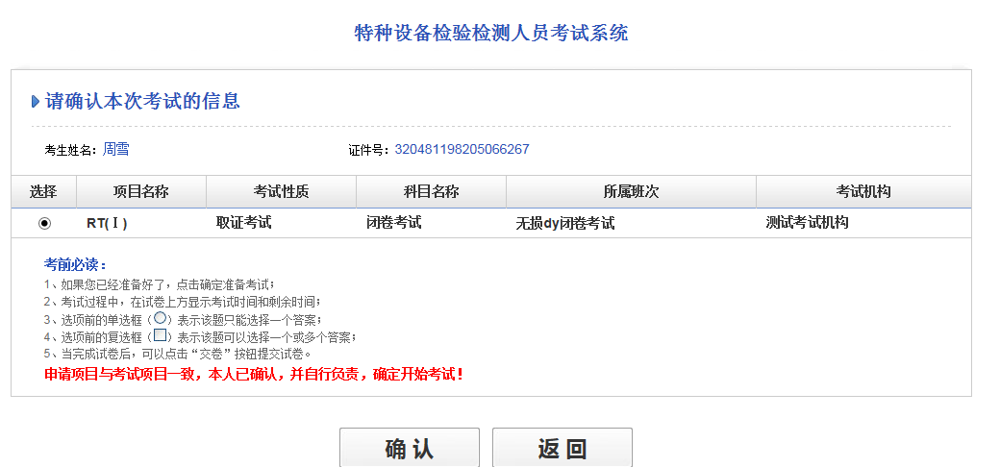 特种设备检验检测人员考试系统
请确认本次考试的信息
考生姓名：周雪 证件号：320481198205066267
选择 项目名称 考试性质 科目名称 所属班次 考试机构
RT(Ⅰ) 取证考试 闭卷考试 无损dy闭卷考试 测试考试机构
考前必读：
1、如果您已经准备好了，点击确定准备考试；
2、考试过程中，在试卷上方显示考试时间和剩余时间；
3、选项前的单选框（○）表示该题只能选择一个答案；
4、选项前的复选框（□）表示该题可以选择一个或多个答案；
5、当完成试卷后，可以点击“交卷”按钮提交试卷。
申请项目与考试项目一致，本人已确认，并自行负责，确定开始考试！
确 认 返 回